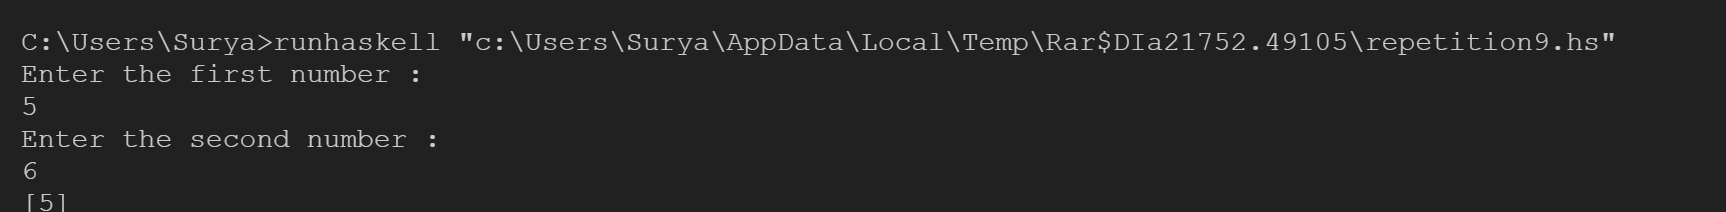 C:\Users\Surya>runhaskell "c:\Users\Surya\AppData\Local\Temp\Rar$DIa21752.49105\repetition9.hs"
Enter the first number :
5
Enter the second number :
6
[5]